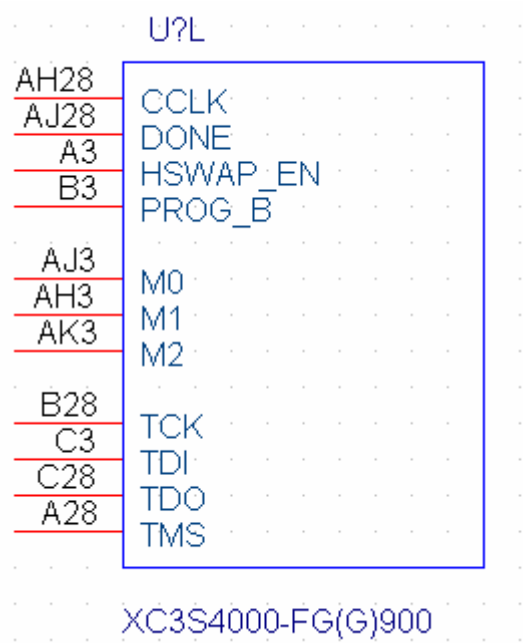 U?L
AH28 CCLK
AJ28 DONE
A3 HSWAP_EN
B3 PROG_B
AJ3 M0
AH3 M1
AK3 M2
B28 TCK
C3 TDI
C28 TDO
A28 TMS
XC3S4000-FG(G)900